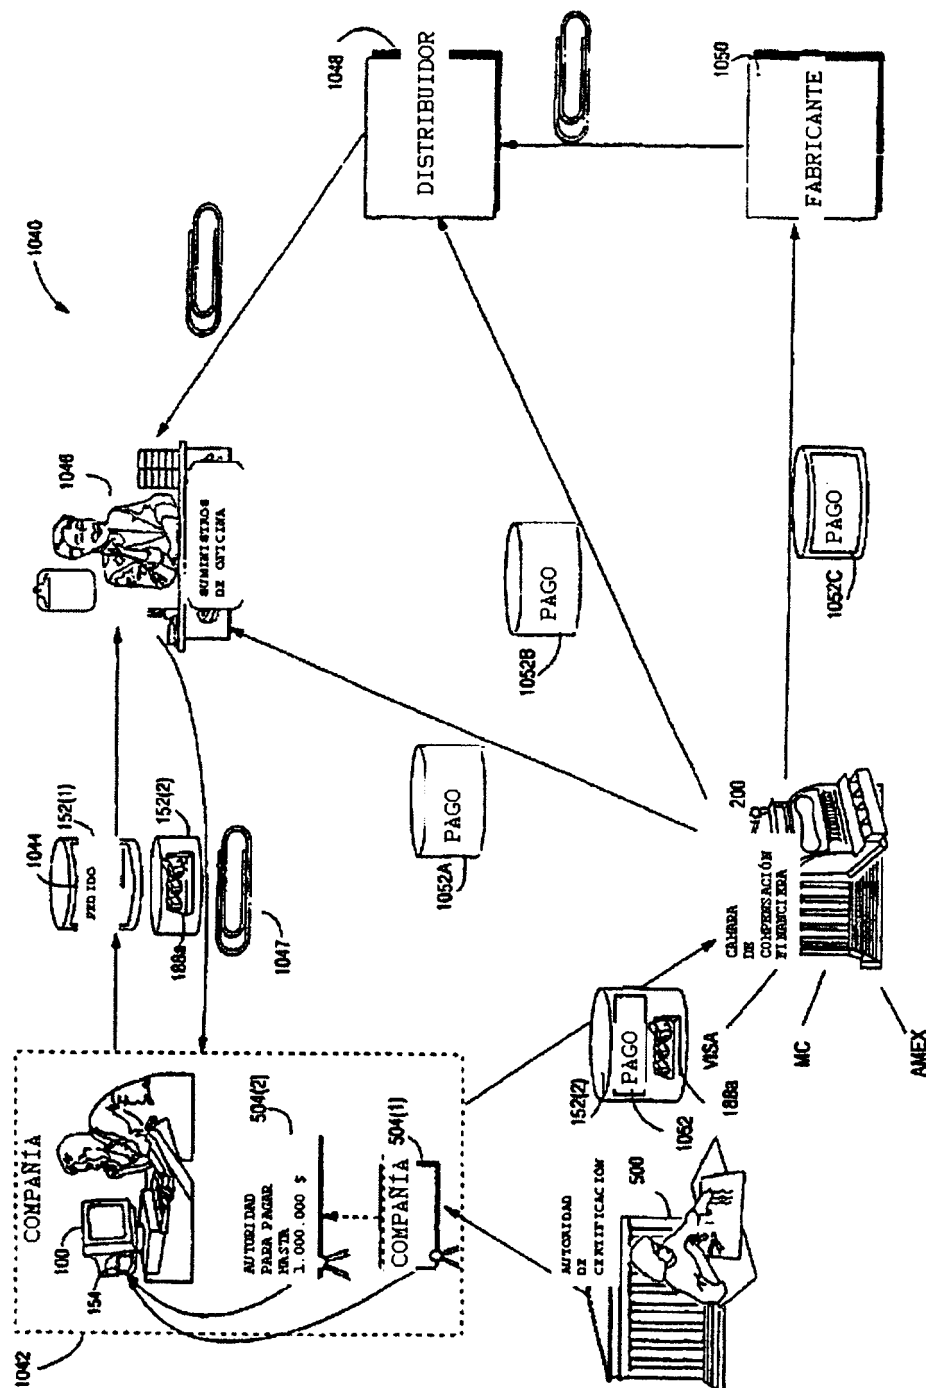 1042
COMPAÑÍA
100
154
AUTORIDAD
PARA PAGAR
HASTA
1.000.000 $
504(2)
COMPAÑÍA
504(1)
1044
152(1)
PEDIDO
188a
152(2)
1047
1046
SUMINISTROS
DE OFICINA
1040
1048
DISTRIBUIDOR
1050
FABRICANTE
PAGO
1052A
PAGO
1052B
PAGO
1052C
CAMARA
DE
COMPENSACIÓN
FINANCIERA
200
152(2)
PAGO
1052
188a
VISA
MC
AMEX
AUTORIDAD
DE
CERTIFICACIÓN
500